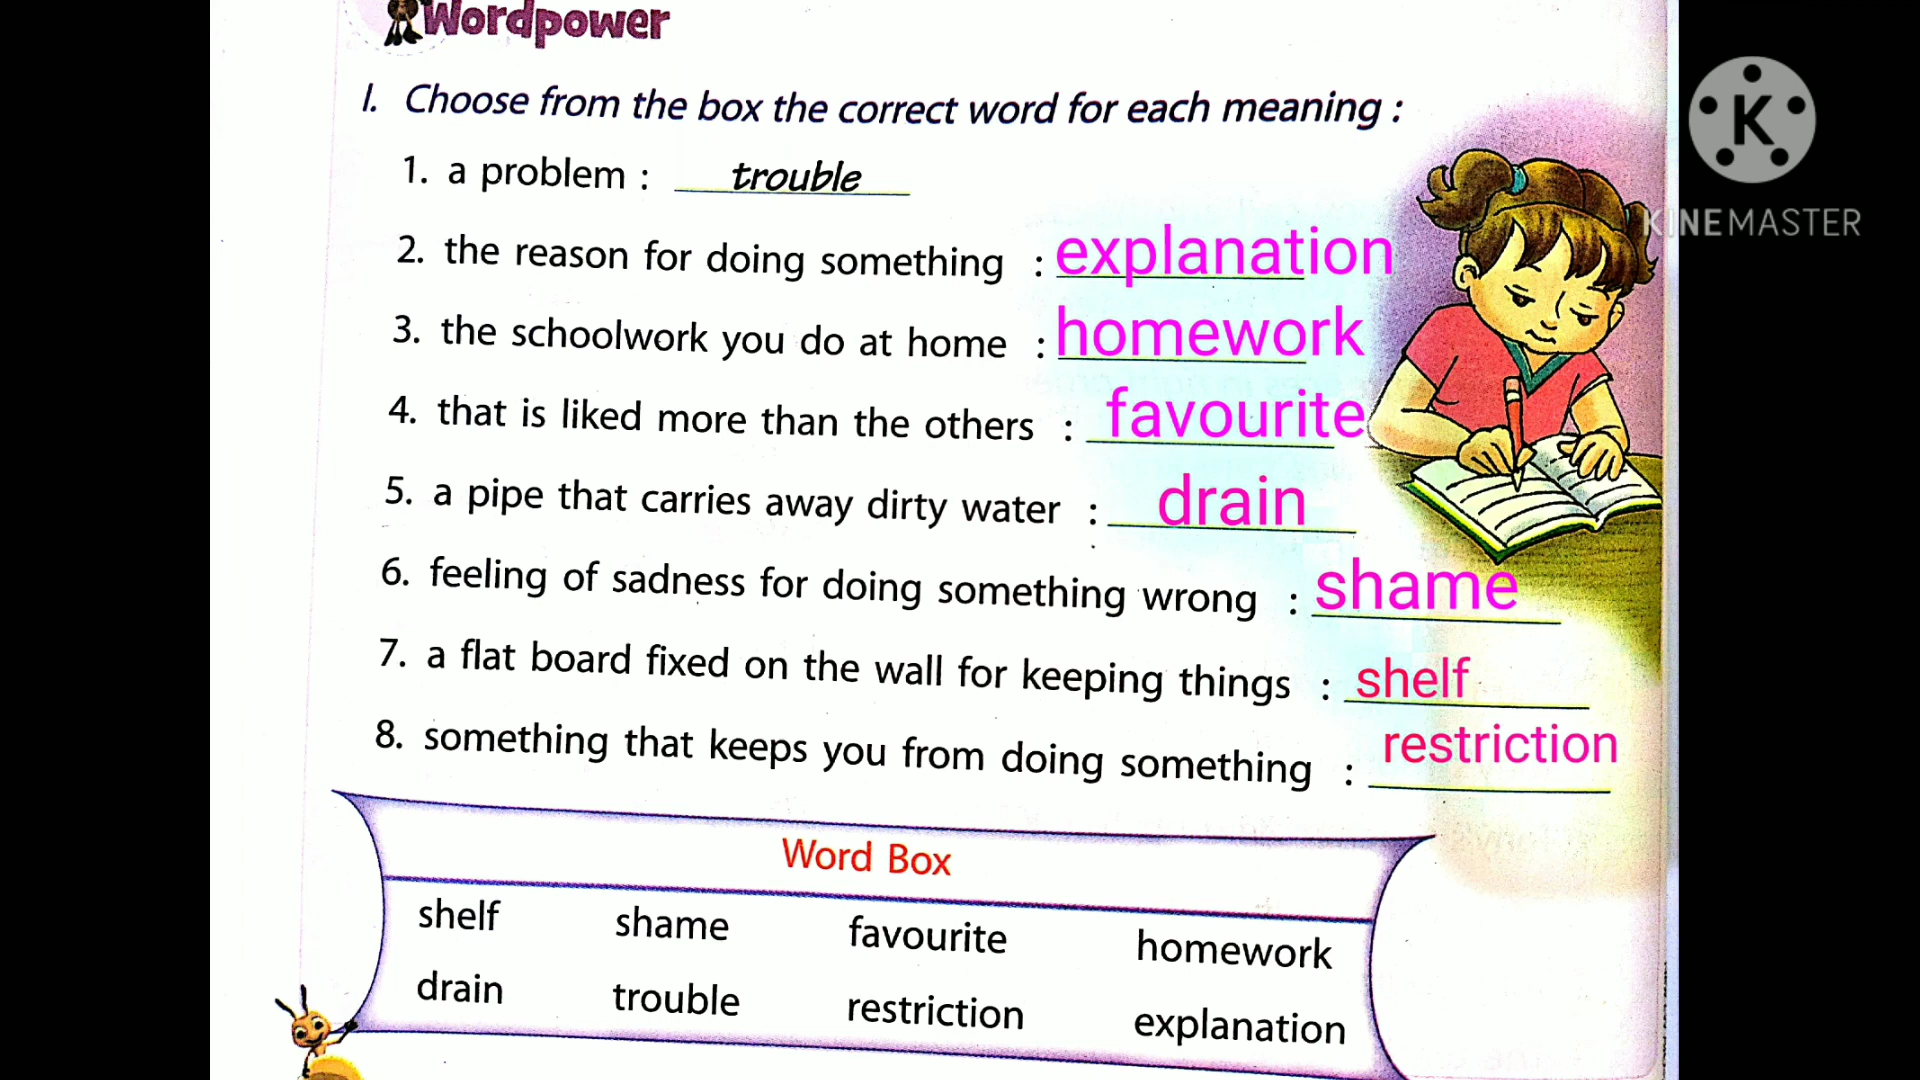 Wordpower
I. Choose from the box the correct word for each meaning :
1. a problem : trouble
2. the reason for doing something : explanation
3. the schoolwork you do at home : homework
4. that is liked more than the others : favourite
5. a pipe that carries away dirty water : drain
6. feeling of sadness for doing something wrong : shame
7. a flat board fixed on the wall for keeping things : shelf
8. something that keeps you from doing something : restriction
Word Box
shelf shame favourite homework
drain trouble restriction explanation
K
KINEMASTER